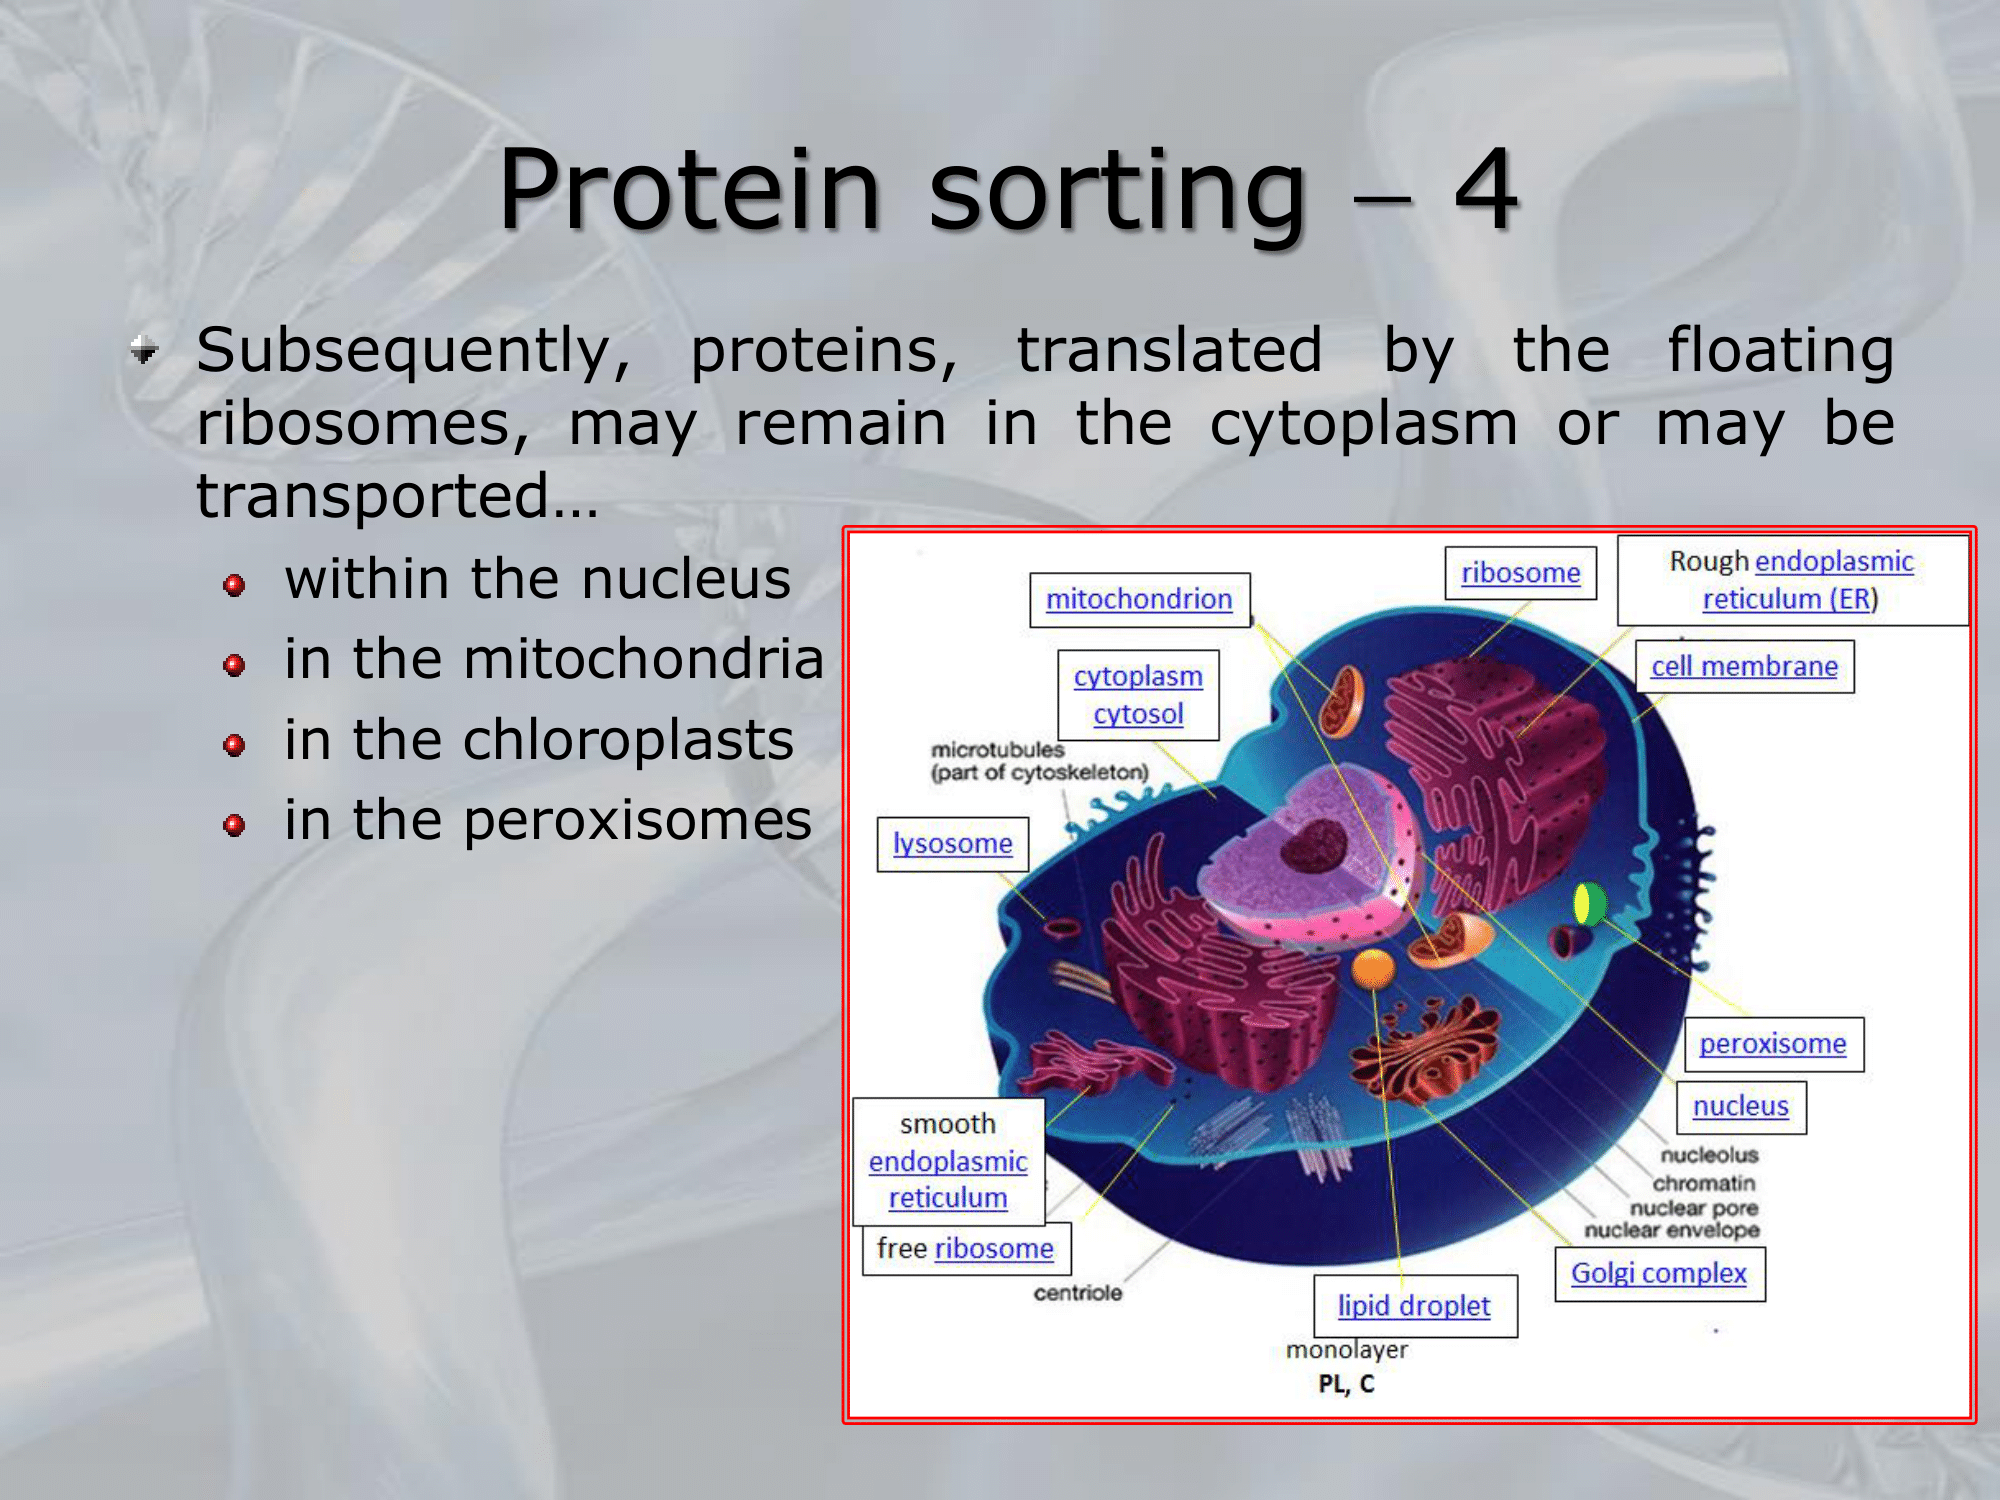 Protein sorting – 4
Subsequently, proteins, translated by the floating
ribosomes, may remain in the cytoplasm or may be
transported…
within the nucleus
in the mitochondria
in the chloroplasts
in the peroxisomes
ribosome
Rough endoplasmic
reticulum (ER)
mitochondrion
cell membrane
cytoplasm
cytosol
microtubules
(part of cytoskeleton)
lysosome
peroxisome
nucleus
smooth
endoplasmic
reticulum
nucleolus
chromatin
nuclear pore
nuclear envelope
free ribosome
Golgi complex
centriole
lipid droplet
monolayer
PL, C